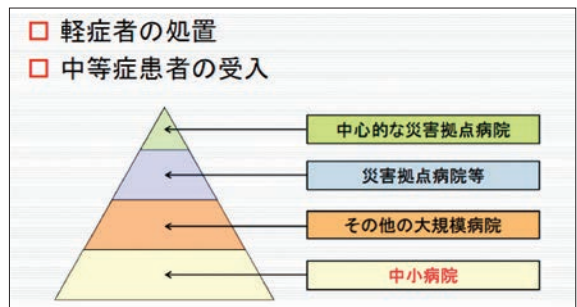 □ 軽症者の処置
□ 中等症患者の受入
中心的な災害拠点病院
災害拠点病院等
その他の大規模病院
中小病院